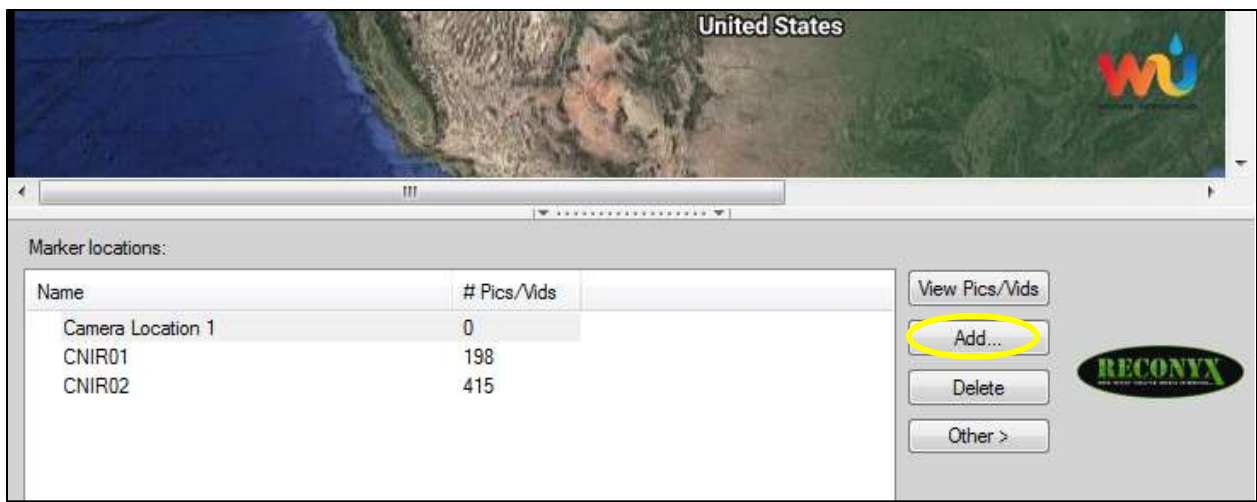 United States
WU
Marker locations:
Name # Pics/Vids
Camera Location 1 0
CNIR01 198
CNIR02 415
View Pics/Vids
Add...
Delete
Other >
RECONYX